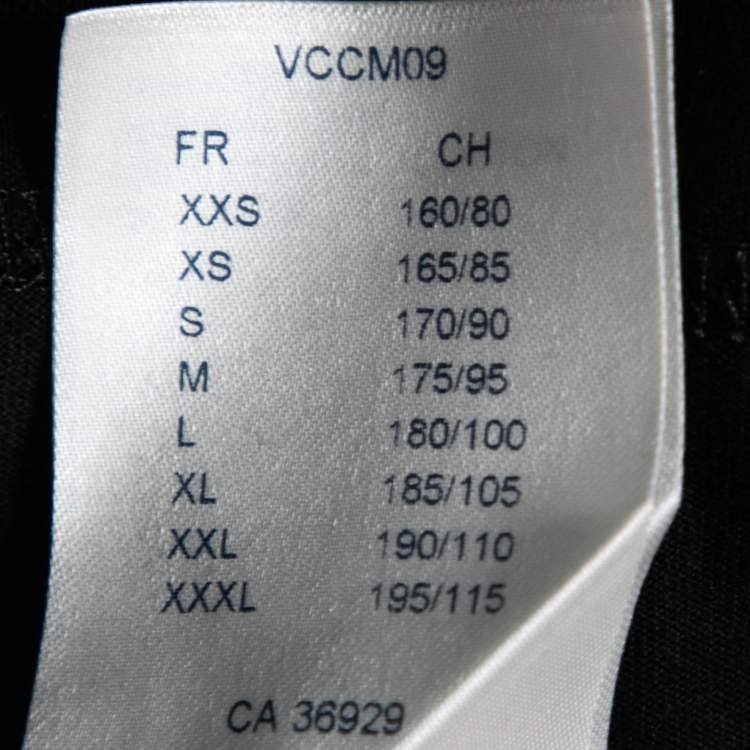 VCCM09
FR CH
XXS 160/80
XS 165/85
S 170/90
M 175/95
L 180/100
XL 185/105
XXL 190/110
XXXL 195/115
CA 36929